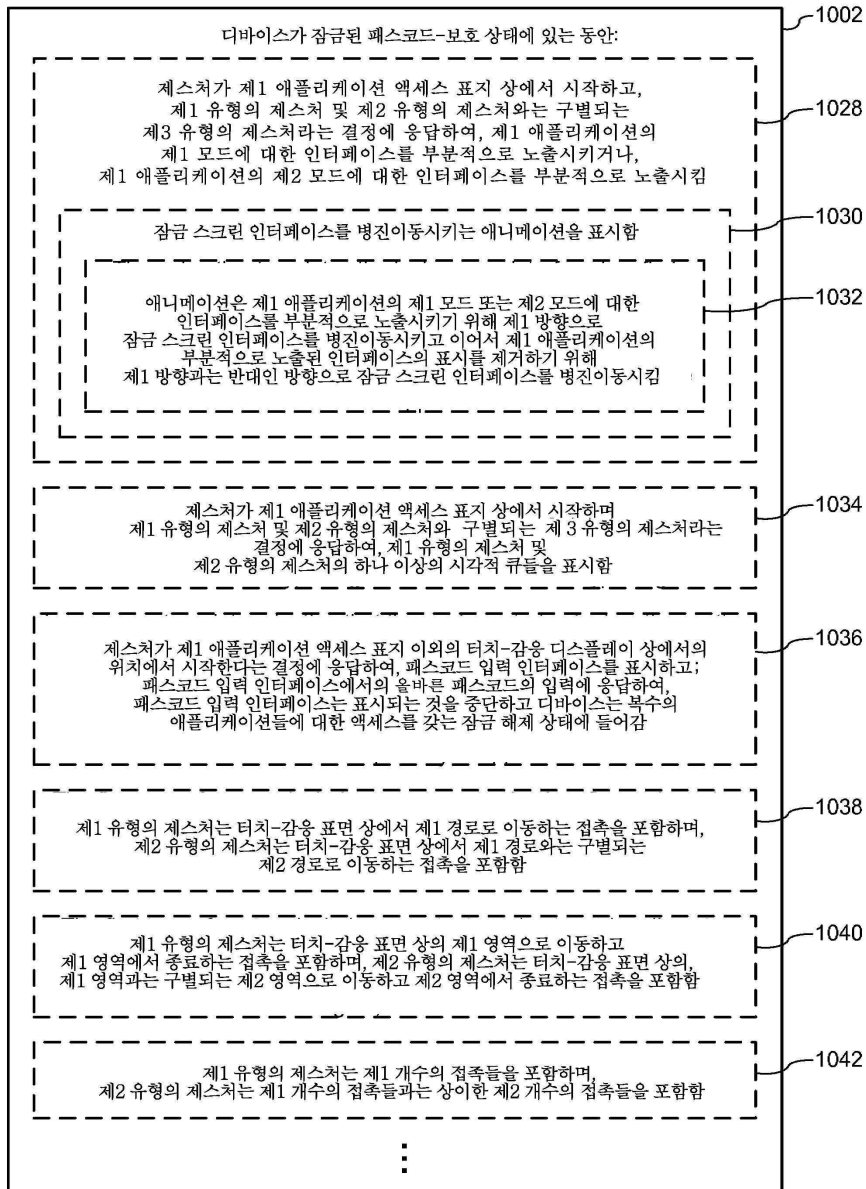 디바이스가 잠금된 패스코드-보호 상태에 있는 동안:
1002
제스처가 제1 애플리케이션 액세스 표지 상에서 시작하고,
제1 유형의 제스처 및 제2 유형의 제스처와는 구별되는
제3 유형의 제스처라는 결정에 응답하여, 제1 애플리케이션의
제1 모드에 대한 인터페이스를 부분적으로 노출시키거나,
제1 애플리케이션의 제2 모드에 대한 인터페이스를 부분적으로 노출시킴
1028
잠금 스크린 인터페이스를 병진이동시키는 애니메이션을 표시함
1030
애니메이션은 제1 애플리케이션의 제1 모드 또는 제2 모드에 대한
인터페이스를 부분적으로 노출시키기 위해 제1 방향으로
잠금 스크린 인터페이스를 병진이동시키고 이어서 제1 애플리케이션의
부분적으로 노출된 인터페이스의 표시를 제거하기 위해
제1 방향과는 반대인 방향으로 잠금 스크린 인터페이스를 병진이동시킴
1032
제스처가 제1 애플리케이션 액세스 표지 상에서 시작하며
제1 유형의 제스처 및 제2 유형의 제스처와 구별되는 제3 유형의 제스처라는
결정에 응답하여, 제1 유형의 제스처 및
제2 유형의 제스처의 하나 이상의 시각적 큐들을 표시함
1034
제스처가 제1 애플리케이션 액세스 표지 이외의 터치-감응 디스플레이 상에서의
위치에서 시작한다는 결정에 응답하여, 패스코드 입력 인터페이스를 표시하고;
패스코드 입력 인터페이스에서의 올바른 패스코드의 입력에 응답하여,
패스코드 입력 인터페이스는 표시되는 것을 중단하고 디바이스는 복수의
애플리케이션들에 대한 액세스를 갖는 잠금 해제 상태에 들어감
1036
제1 유형의 제스처는 터치-감응 표면 상에서 제1 경로로 이동하는 접촉을 포함하며,
제2 유형의 제스처는 터치-감응 표면 상에서 제1 경로와는 구별되는
제2 경로로 이동하는 접촉을 포함함
1038
제1 유형의 제스처는 터치-감응 표면 상의 제1 영역으로 이동하고
제1 영역에서 종료하는 접촉을 포함하며, 제2 유형의 제스처는 터치-감응 표면 상의,
제1 영역과는 구별되는 제2 영역으로 이동하고 제2 영역에서 종료하는 접촉을 포함함
1040
제1 유형의 제스처는 제1 개수의 접촉들을 포함하며,
제2 유형의 제스처는 제1 개수의 접촉들과는 상이한 제2 개수의 접촉들을 포함함
1042